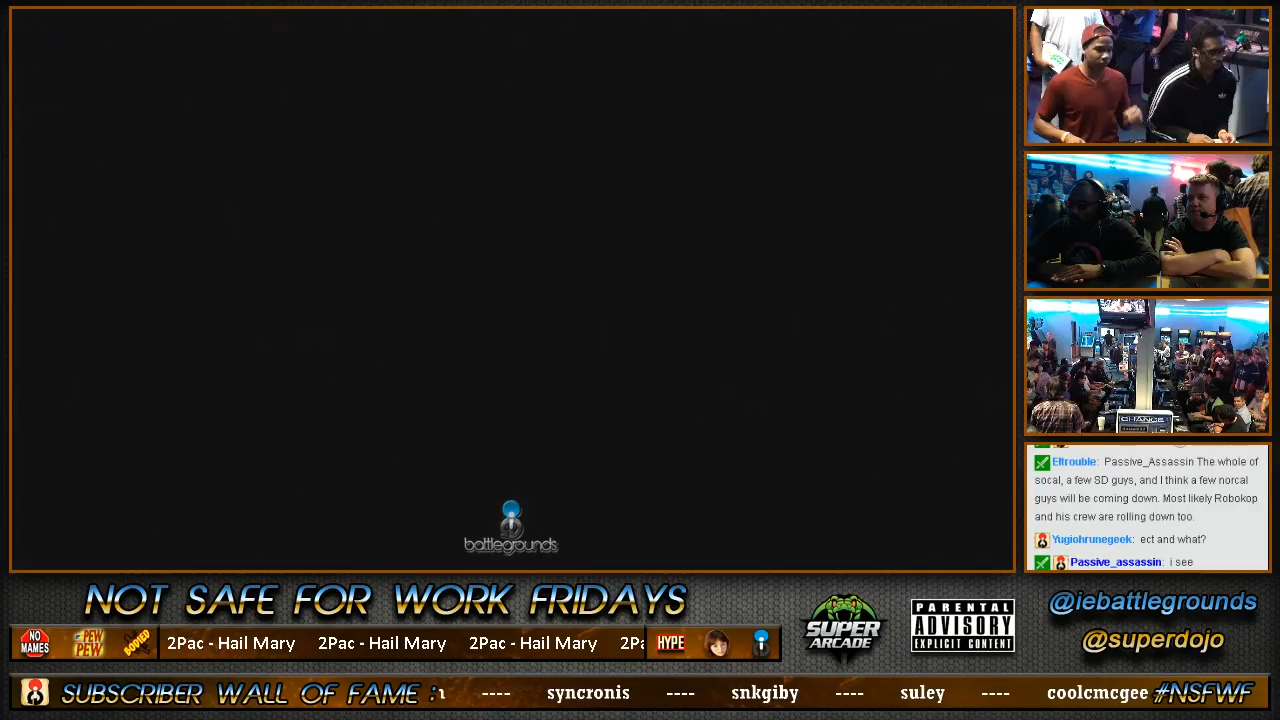 battlegrounds
CHANGE
Eltrouble: Passive_Assassin The whole of
socal, a few SD guys, and I think a few norcal
guys will be coming down. Most likely Robokop
and his crew are rolling down too.
Yugiohrunegeek: ect and what?
Passive_assassin: i see
NOT SAFE FOR WORK FRIDAYS
NO MAMES
PEW PEW
BOOIED
2Pac - Hail Mary 2Pac - Hail Mary 2Pac - Hail Mary 2Pa
HYPE
SUPER ARCADE
PARENTAL
ADVISORY
EXPLICIT CONTENT
@iebattlegrounds
@superdojo
SUBSCRIBER WALL OF FAME : ---- syncronis ---- snkgiby ---- suley ---- coolcmcgee #NSFWF